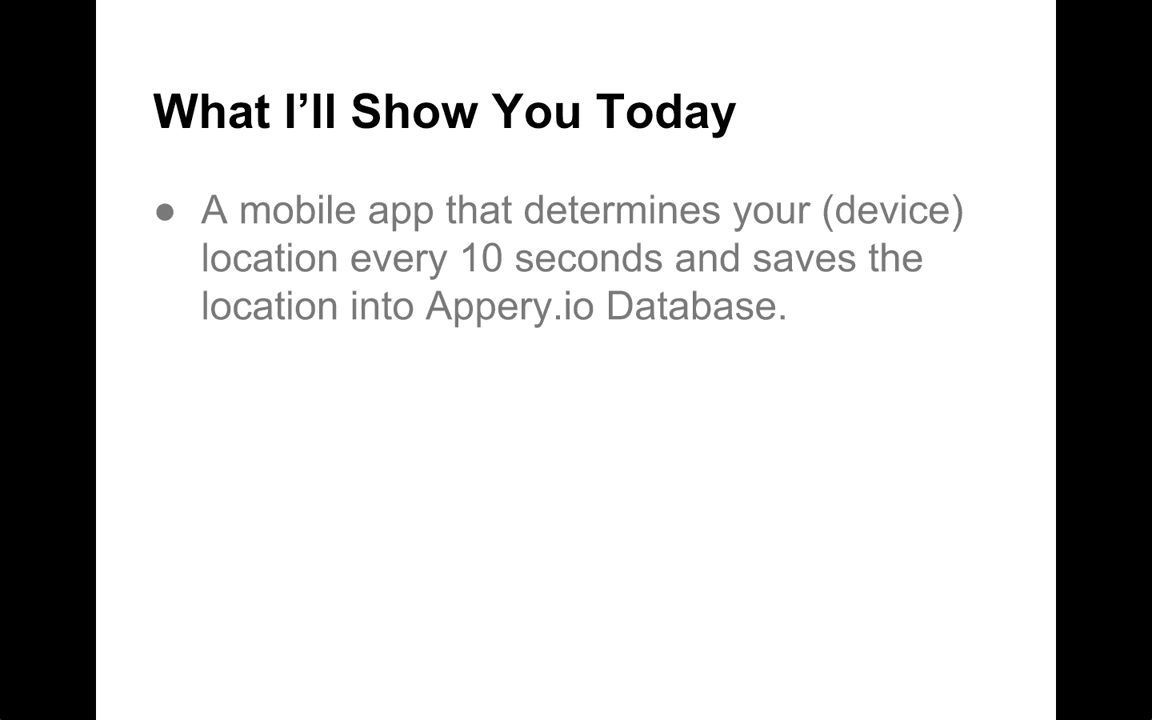 What I’ll Show You Today
● A mobile app that determines your (device)
location every 10 seconds and saves the
location into Appery.io Database.